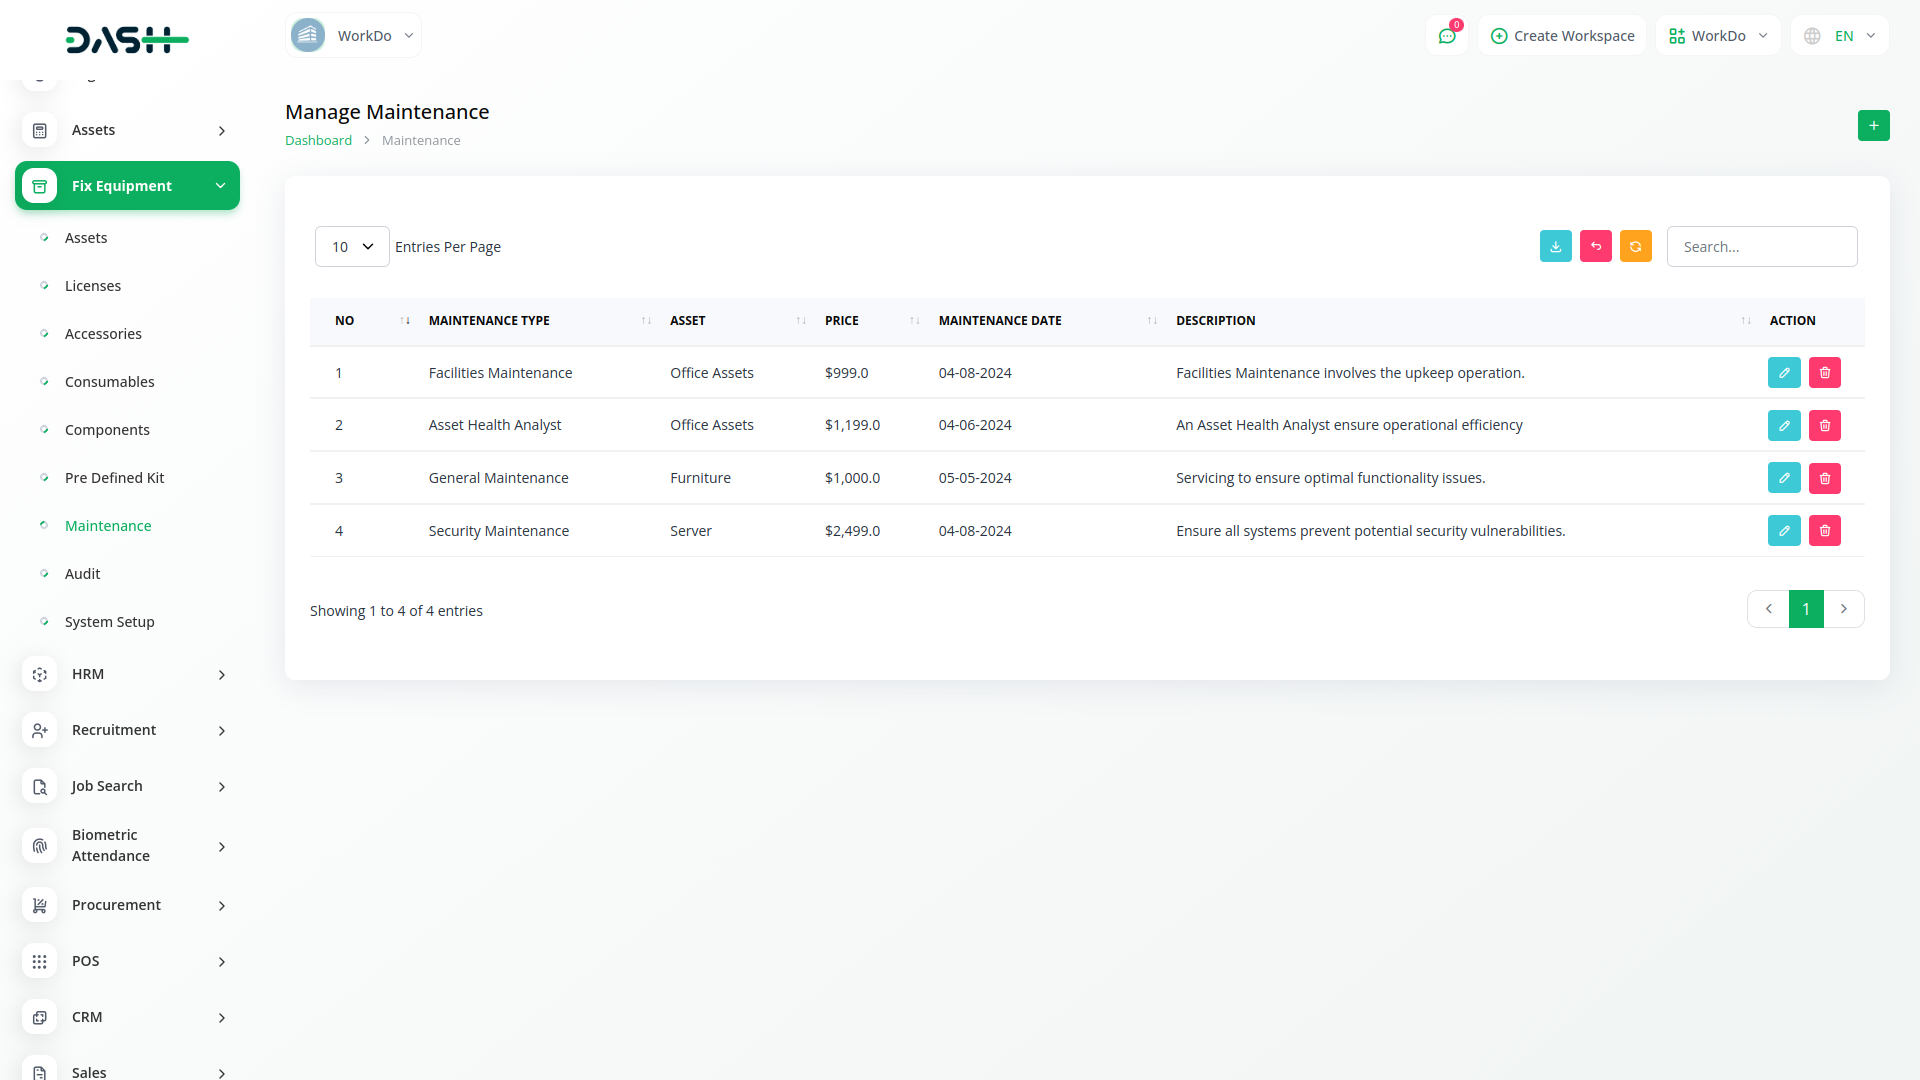 DASH
WorkDo
0
Create Workspace
WorkDo
EN
Assets
Fix Equipment
Assets
Licenses
Accessories
Consumables
Components
Pre Defined Kit
Maintenance
Audit
System Setup
HRM
Recruitment
Job Search
Biometric
Attendance
Procurement
POS
CRM
Sales
Manage Maintenance
Dashboard > Maintenance
10 Entries Per Page
Search...
NO MAINTENANCE TYPE ASSET PRICE MAINTENANCE DATE DESCRIPTION ACTION
1 Facilities Maintenance Office Assets $999.0 04-08-2024 Facilities Maintenance involves the upkeep operation.
2 Asset Health Analyst Office Assets $1,199.0 04-06-2024 An Asset Health Analyst ensure operational efficiency
3 General Maintenance Furniture $1,000.0 05-05-2024 Servicing to ensure optimal functionality issues.
4 Security Maintenance Server $2,499.0 04-08-2024 Ensure all systems prevent potential security vulnerabilities.
Showing 1 to 4 of 4 entries
1